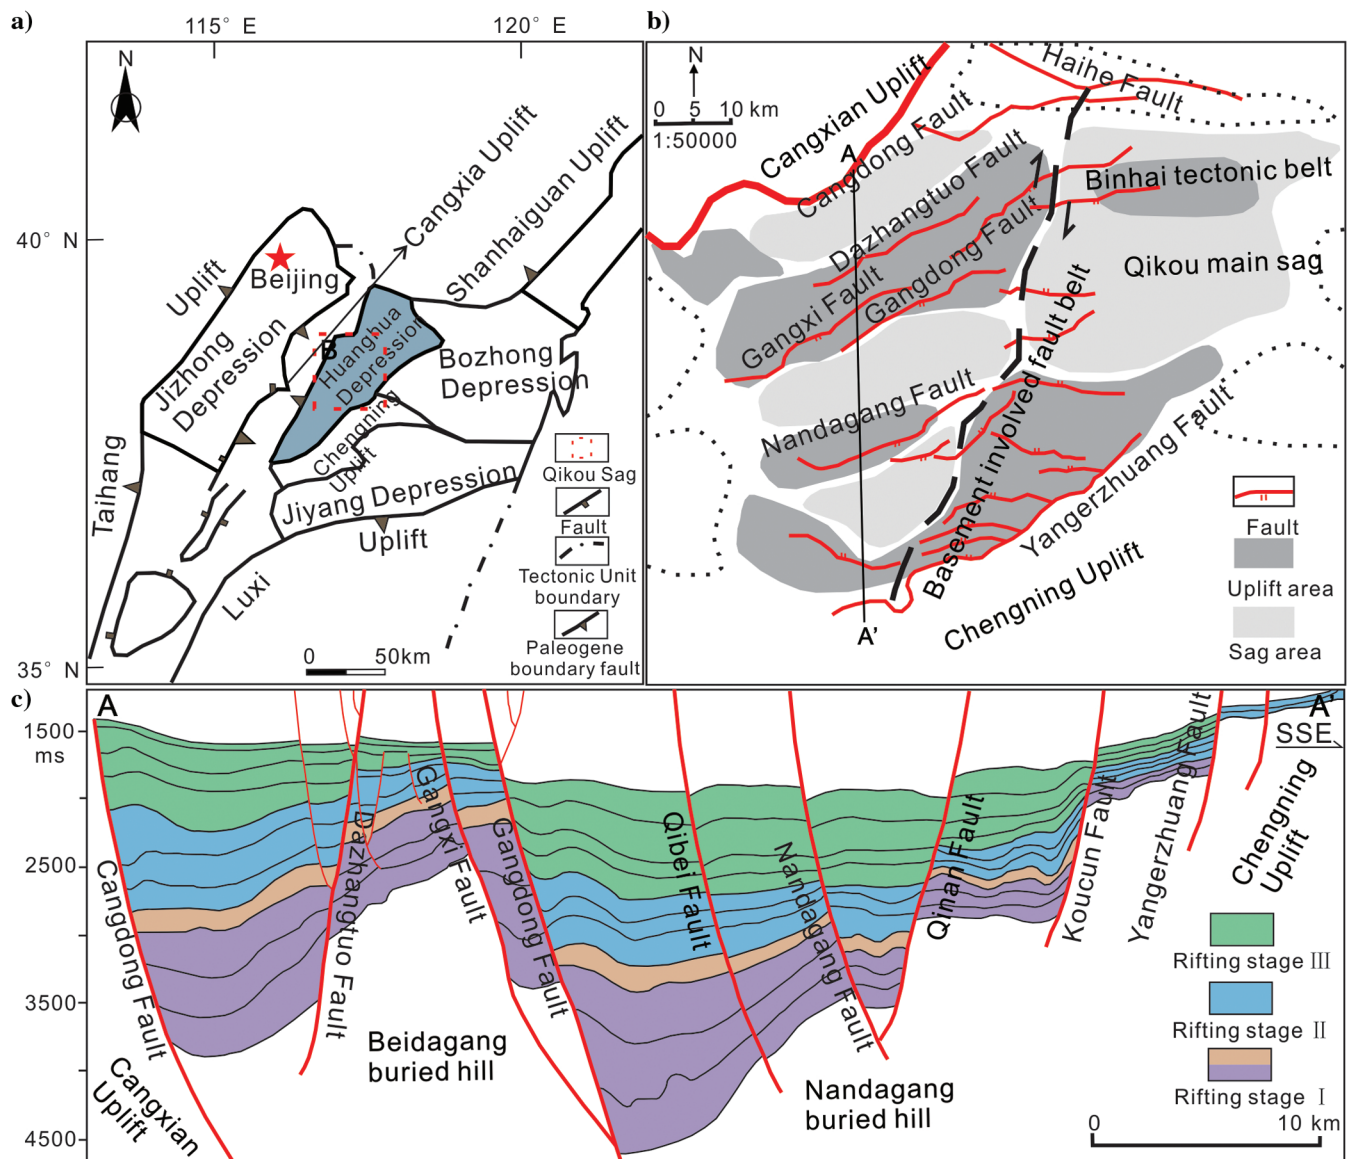 a)
115° E
120° E
N
40° N
35° N
Cangxia Uplift
Shanhaiguan Uplift
Beijing
Uplift
Jizhong
Depression
B
Huanghua
Depression
Bozhong
Depression
Chengning
Uplift
Taihang
Jiyang Depression
Uplift
Luxi
Qikou Sag
Fault
Tectonic Unit
boundary
Paleogene
boundary fault
0 50km
b)
N
0 5 10 km
1:50000
Cangxian Uplift
Haihe Fault
A
Cangdong Fault
Dazhangtuo Fault
Binhai tectonic belt
Gangxi Fault
Gangdong Fault
Qikou main sag
Nandagang Fault
Basement involved fault belt
Yangerzhuang Fault
Chengning Uplift
A'
Fault
Uplift area
Sag area
c)
A
A'
SSE
1500
ms
2500
3500
4500
Cangdong Fault
Dazhangtuo Fault
Gangxi Fault
Gangdong Fault
Qibei Fault
Nandagang Fault
Qinan Fault
Koucun Fault
Yangerzhuang Fault
Chengning
Uplift
Cangxian
Uplift
Beidagang
buried hill
Nandagang
buried hill
Rifting stage III
Rifting stage II
Rifting stage I
0 10 km